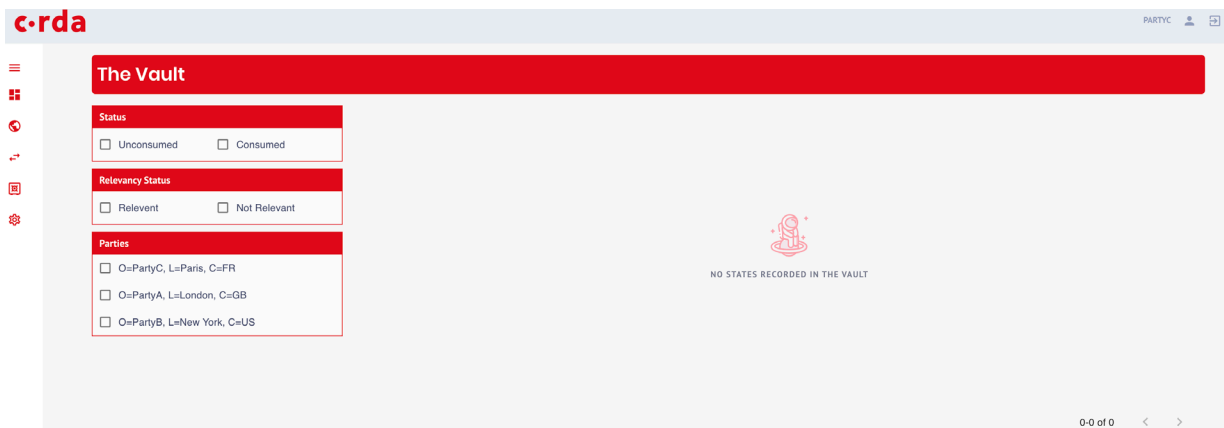 c•rda
PARTYC
The Vault
Status
Unconsumed Consumed
Relevancy Status
Relevent Not Relevant
Parties
O=PartyC, L=Paris, C=FR
O=PartyA, L=London, C=GB
O=PartyB, L=New York, C=US
NO STATES RECORDED IN THE VAULT
0-0 of 0